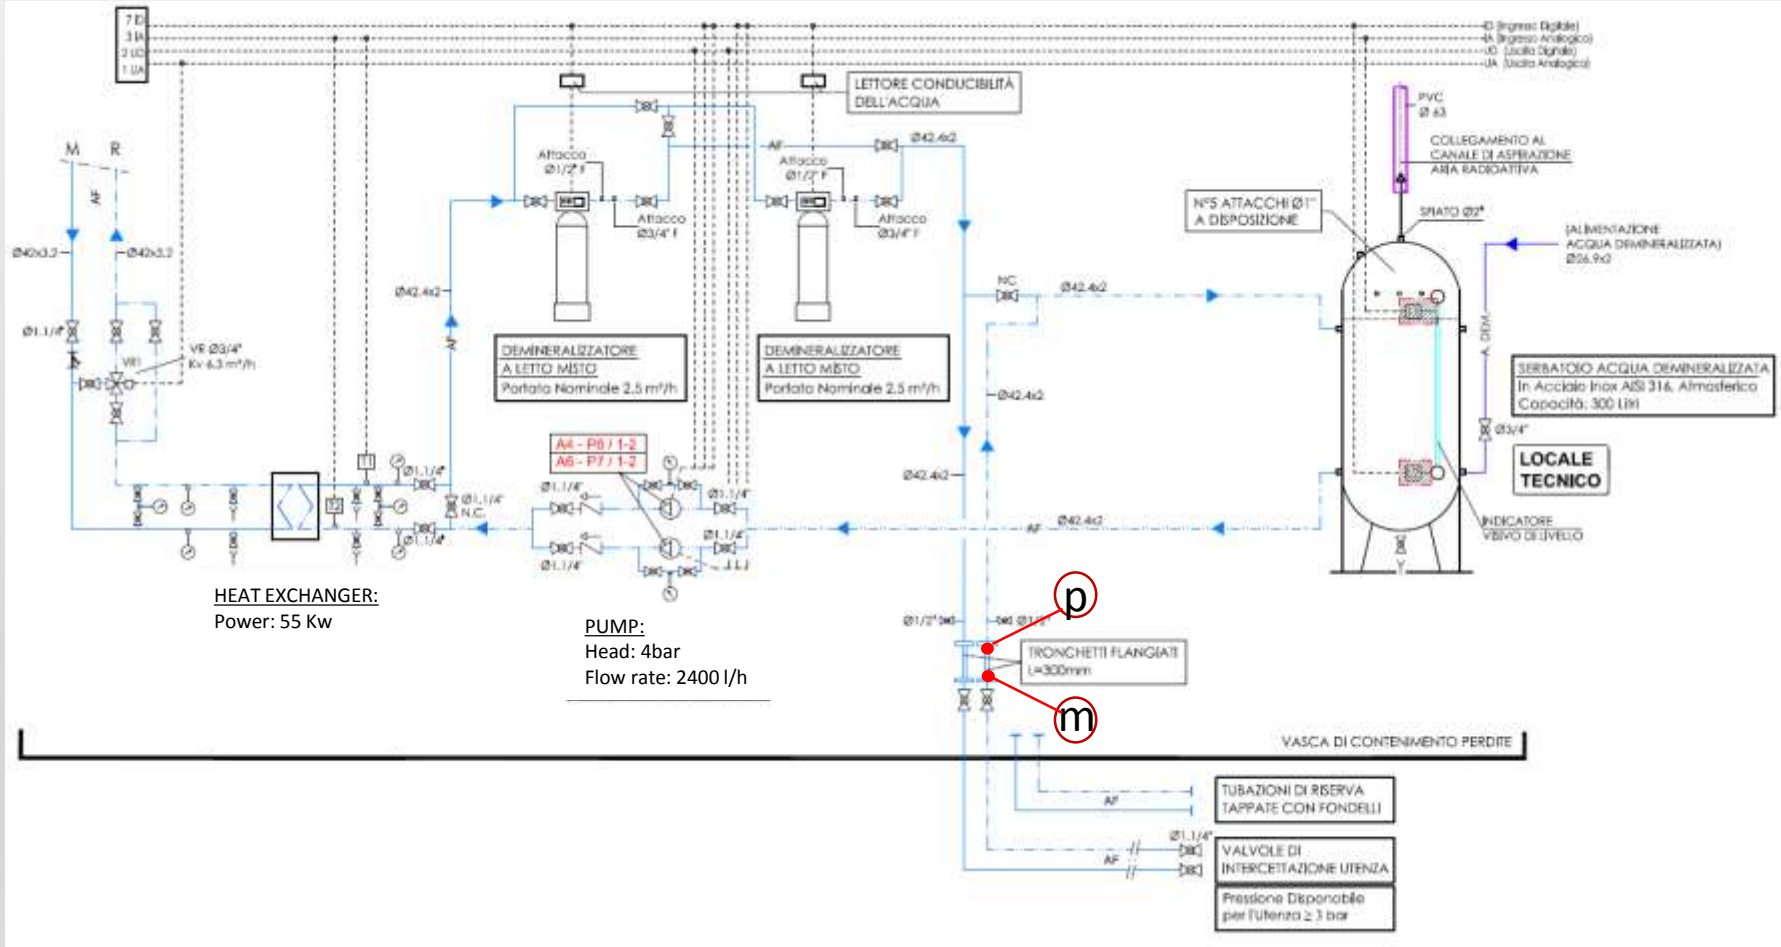 7 ID
3 IA
2 UD
1 UA
ID (Ingresso Digitale)
IA (Ingresso Analogico)
UD (Uscita Digitale)
UA (Uscita Analogica)
LETTORE CONDUCIBILITÀ
DELL'ACQUA
PVC
Ø 63
COLLEGAMENTO AL
CANALE DI ASPIRAZIONE
ARIA RADIOATTIVA
M
R
AF
AF
Ø42.4x2
Attacco
Ø1/2" F
Attacco
Ø1/2" F
Attacco
Ø3/4" F
Attacco
Ø3/4" F
N°5 ATTACCHI Ø1"
A DISPOSIZIONE
SFIATO Ø2"
(ALIMENTAZIONE
ACQUA DEMINERALIZZATA)
Ø26.9x2
Ø42x3.2
Ø42x3.2
Ø42.4x2
NC
Ø42.4x2
Ø1.1/4"
AF
A. DEM.
VR1
VR Ø3/4"
Kv 6.3 m³/h
DEMINERALIZZATORE
A LETTO MISTO
Portata Nominale 2.5 m³/h
DEMINERALIZZATORE
A LETTO MISTO
Portata Nominale 2.5 m³/h
SERBATOIO ACQUA DEMINERALIZZATA
In Acciaio Inox AISI 316, Atmosferico
Capacità: 300 Litri
Ø42.4x2
Ø3/4"
A4 - P6 / 1-2
A6 - P7 / 1-2
LOCALE
TECNICO
T1
Ø1.1/4"
Ø42.4x2
T2
Ø1.1/4"
N.C.
Ø1.1/4"
Ø1.1/4"
Ø1.1/4"
Ø1.1/4"
Ø1.1/4"
AF
Ø42.4x2
INDICATORE
VISIVO DI LIVELLO
HEAT EXCHANGER:
Power: 55 Kw
PUMP:
Head: 4bar
Flow rate: 2400 l/h
p
Ø1/2"
Ø1/2"
TRONCHETTI FLANGIATI
L=300mm
m
VASCA DI CONTENIMENTO PERDITE
AF
TUBAZIONI DI RISERVA
TAPPATE CON FONDELLI
Ø1.1/4"
AF
VALVOLE DI
INTERCETTAZIONE UTENZA
Pressione Disponibile
per l'Utenza ≥ 3 bar